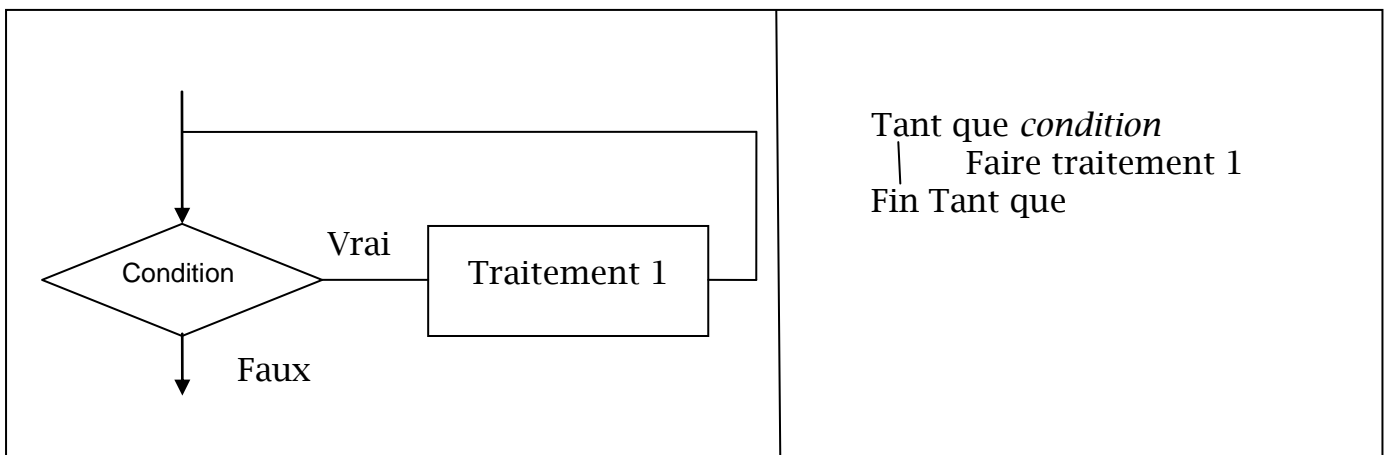 Vrai
Condition
Traitement 1
Faux
Tant que condition
Faire traitement 1
Fin Tant que